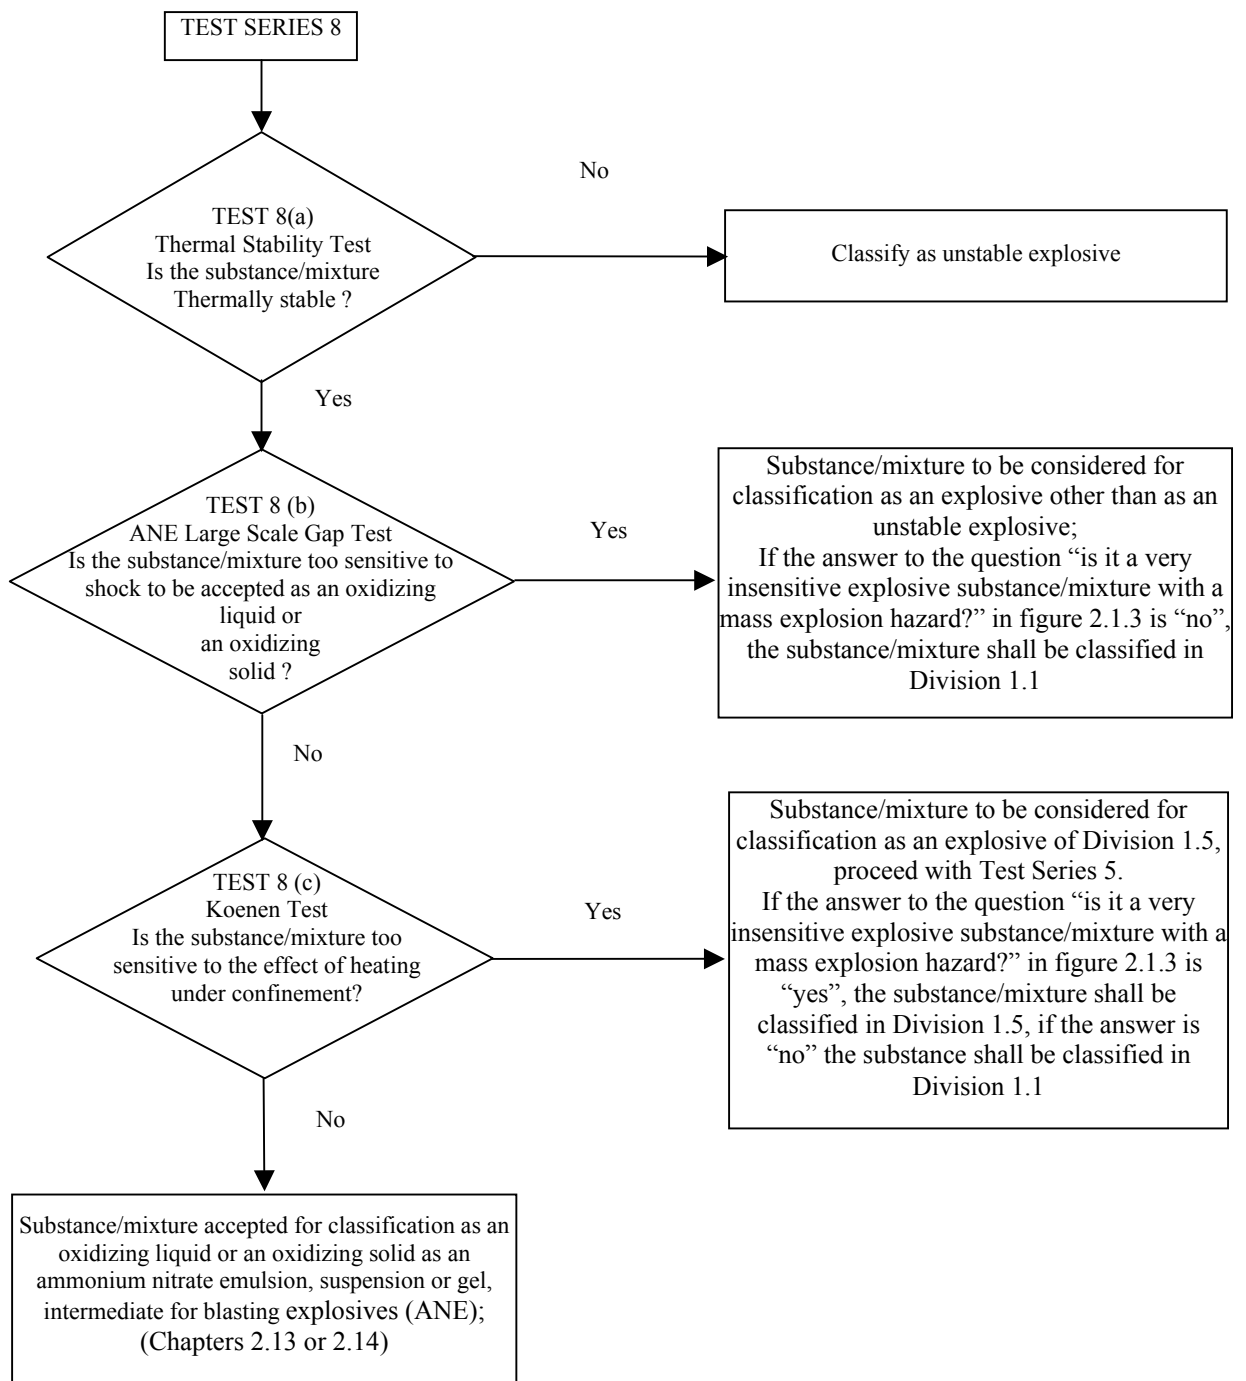 TEST SERIES 8
No
TEST 8(a)
Thermal Stability Test
Is the substance/mixture
Thermally stable ?
Classify as unstable explosive
Yes
TEST 8 (b)
ANE Large Scale Gap Test
Is the substance/mixture too sensitive to
shock to be accepted as an oxidizing
liquid or
an oxidizing
solid ?
Yes
Substance/mixture to be considered for
classification as an explosive other than as an
unstable explosive;
If the answer to the question “is it a very
insensitive explosive substance/mixture with a
mass explosion hazard?” in figure 2.1.3 is “no”,
the substance/mixture shall be classified in
Division 1.1
No
TEST 8 (c)
Koenen Test
Is the substance/mixture too
sensitive to the effect of heating
under confinement?
Yes
Substance/mixture to be considered for
classification as an explosive of Division 1.5,
proceed with Test Series 5.
If the answer to the question “is it a very
insensitive explosive substance/mixture with a
mass explosion hazard?” in figure 2.1.3 is
“yes”, the substance/mixture shall be
classified in Division 1.5, if the answer is
“no” the substance shall be classified in
Division 1.1
No
Substance/mixture accepted for classification as an
oxidizing liquid or an oxidizing solid as an
ammonium nitrate emulsion, suspension or gel,
intermediate for blasting explosives (ANE);
(Chapters 2.13 or 2.14)